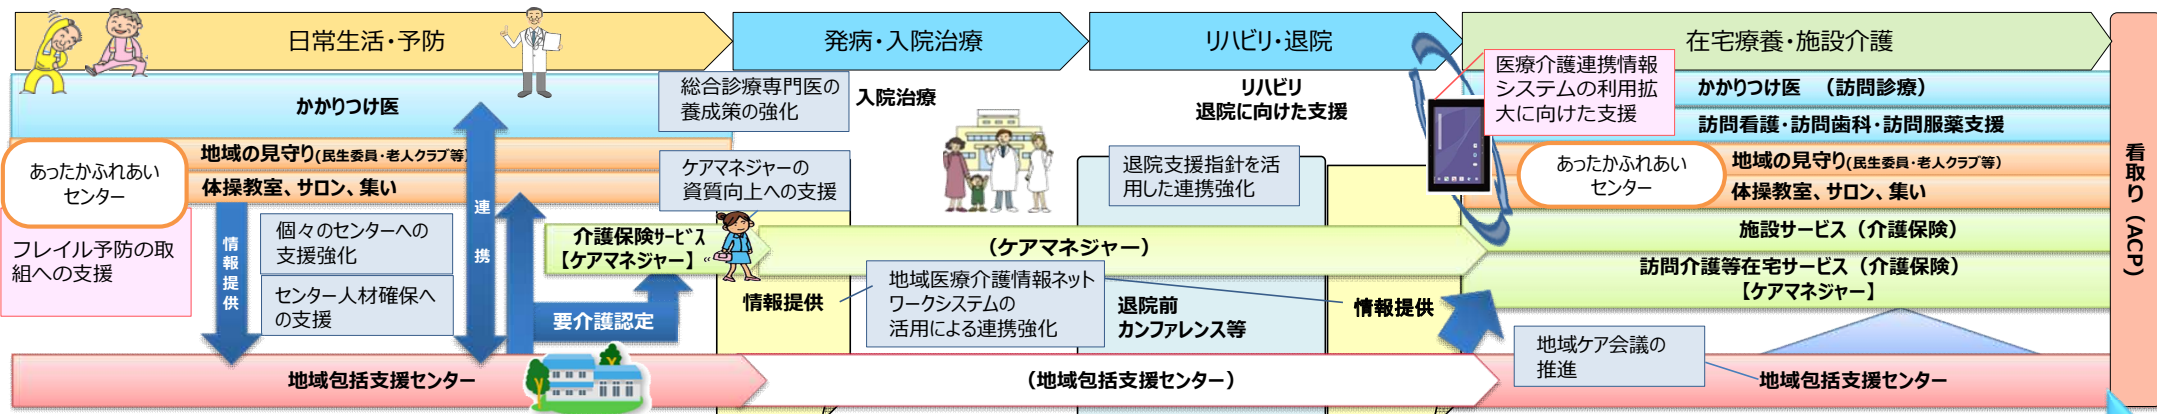 日常生活・予防
発病・入院治療
リハビリ・退院
在宅療養・施設介護
看取り（ACP）
かかりつけ医
総合診療専門医の
養成策の強化
入院治療
リハビリ
退院に向けた支援
医療介護連携情報
システムの利用拡
大に向けた支援
かかりつけ医　（訪問診療）
訪問看護・訪問歯科・訪問服薬支援
あったかふれあい
センター
地域の見守り(民生委員・老人クラブ等)
体操教室、サロン、集い
ケアマネジャーの
資質向上への支援
退院支援指針を活
用した連携強化
あったかふれあい
センター
地域の見守り(民生委員・老人クラブ等)
体操教室、サロン、集い
フレイル予防の取
組への支援
情報提供
個々のセンターへの
支援強化
センター人材確保へ
の支援
連携
介護保険サービス
【ケアマネジャー】
（ケアマネジャー）
施設サービス（介護保険）
訪問介護等在宅サービス（介護保険）
【ケアマネジャー】
要介護認定
情報提供
地域医療介護情報ネット
ワークシステムの
活用による連携強化
退院前
カンファレンス等
情報提供
地域ケア会議の
推進
地域包括支援センター
（地域包括支援センター）
地域包括支援センター